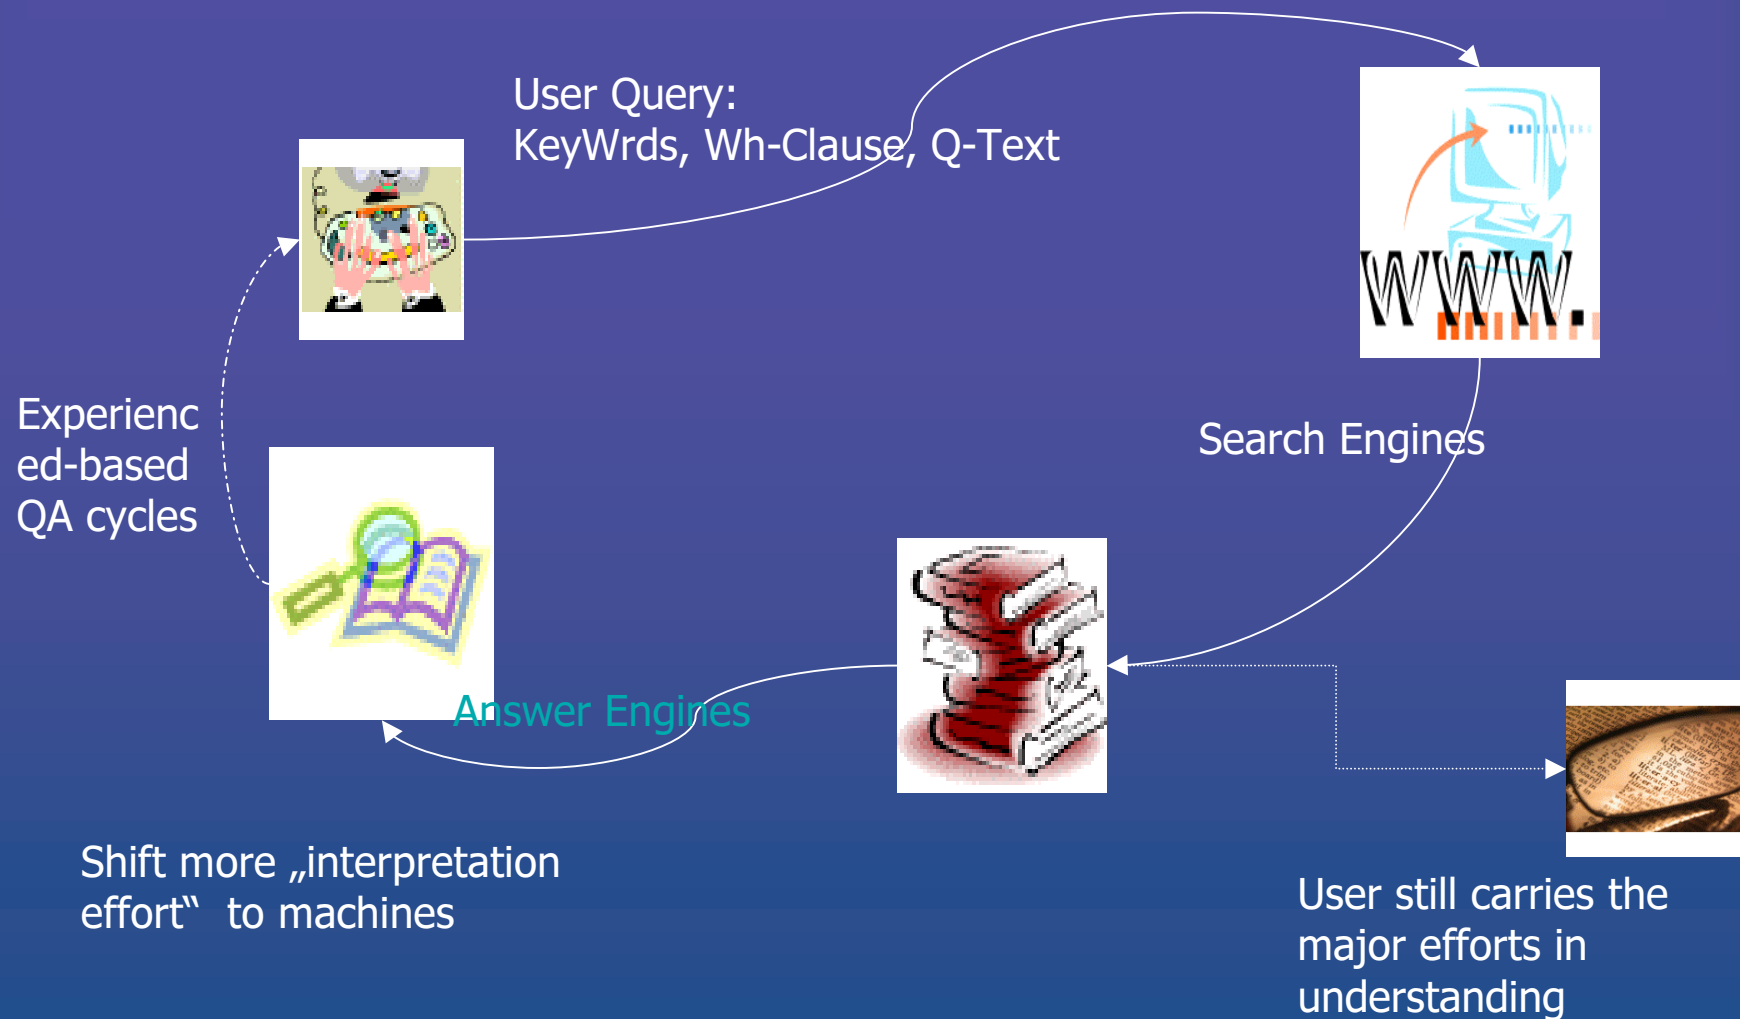 User Query:
KeyWrds, Wh-Clause, Q-Text
WWW.
Experienc
ed-based
QA cycles
Search Engines
Answer Engines
Shift more „interpretation
effort“ to machines
User still carries the
major efforts in
understanding